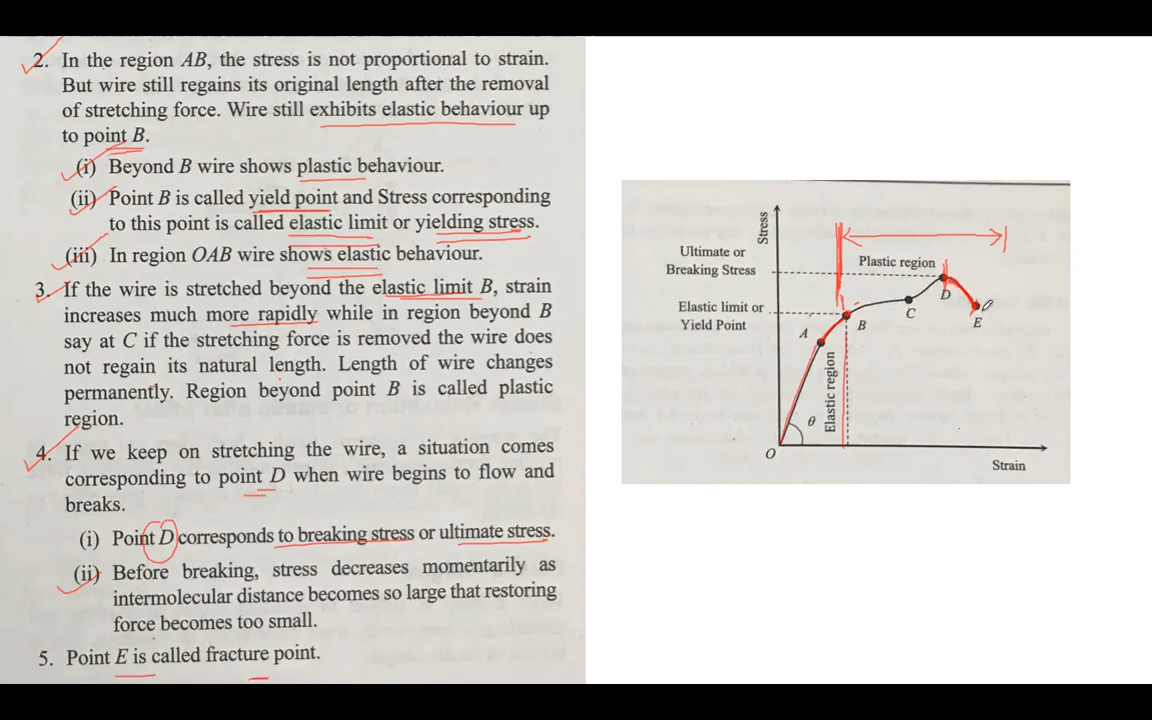 2. In the region AB, the stress is not proportional to strain.
But wire still regains its original length after the removal
of stretching force. Wire still exhibits elastic behaviour up
to point B.
(i) Beyond B wire shows plastic behaviour.
(ii) Point B is called yield point and Stress corresponding
to this point is called elastic limit or yielding stress.
(iii) In region OAB wire shows elastic behaviour.
3. If the wire is stretched beyond the elastic limit B, strain
increases much more rapidly while in region beyond B
say at C if the stretching force is removed the wire does
not regain its natural length. Length of wire changes
permanently. Region beyond point B is called plastic
region.
4. If we keep on stretching the wire, a situation comes
corresponding to point D when wire begins to flow and
breaks.
(i) Point D corresponds to breaking stress or ultimate stress.
(ii) Before breaking, stress decreases momentarily as
intermolecular distance becomes so large that restoring
force becomes too small.
5. Point E is called fracture point.
Stress
Ultimate or
Breaking Stress
Plastic region
D
Elastic limit or
Yield Point
A
B
C
E
Elastic region
θ
O
Strain